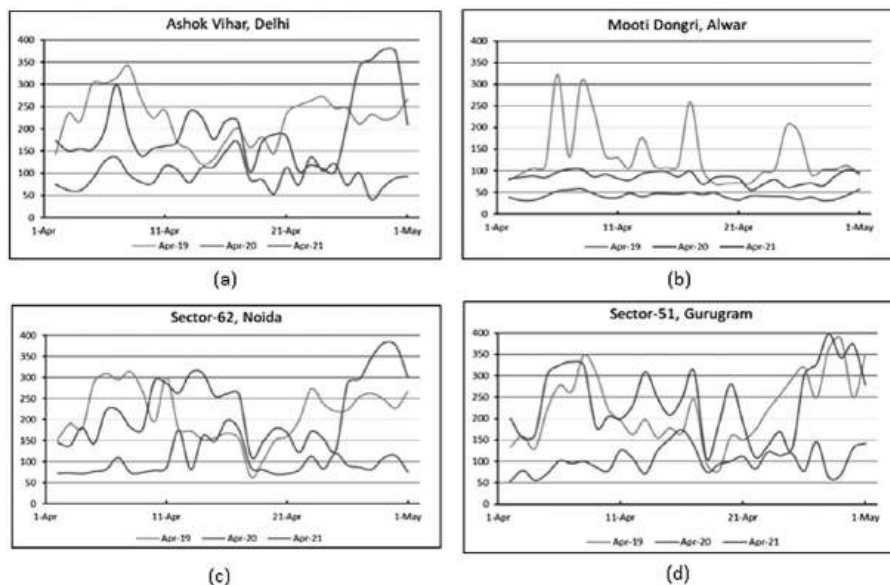 Ashok Vihar, Delhi
400
350
300
250
200
150
100
50
0
1-Apr 11-Apr 21-Apr 1-May
Apr-19 Apr-20 Apr-21
(a)
Mooti Dongri, Alwar
400
350
300
250
200
150
100
50
0
1-Apr 11-Apr 21-Apr 1-May
Apr-19 Apr-20 Apr-21
(b)
Sector-62, Noida
400
350
300
250
200
150
100
50
0
1-Apr 11-Apr 21-Apr 1-May
Apr-19 Apr-20 Apr-21
(c)
Sector-51, Gurugram
400
350
300
250
200
150
100
50
0
1-Apr 11-Apr 21-Apr 1-May
Apr-19 Apr-20 Apr-21
(d)